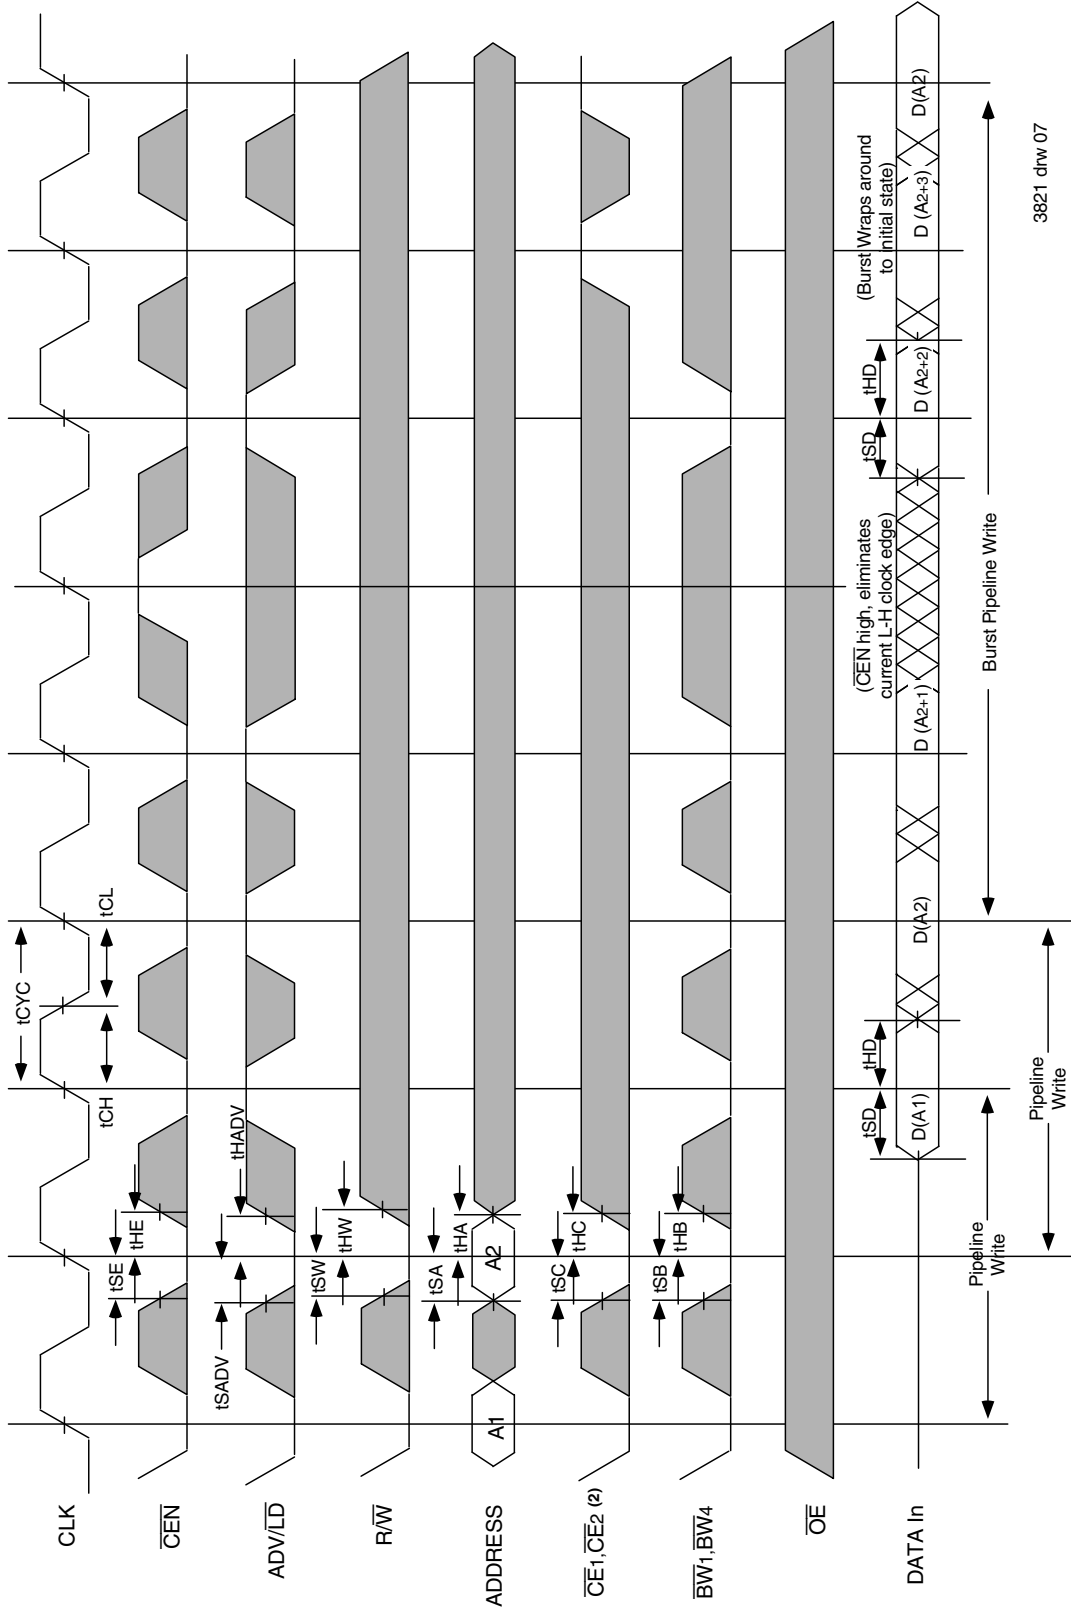 tCYC
CLK
tCH
tCL
tSE
tHE
CEN
tSADV
tHADV
ADV/LD
tSW
tHW
R/W
tSA
tHA
ADDRESS
A1
A2
tSC
tHC
CE1,CE2 (2)
tSB
tHB
BW1,BW4
OE
tSD
tHD
(CEN high, eliminates
current L-H clock edge)
tSD
tHD
(Burst Wraps around
to initial state)
DATA In
D(A1)
D(A2)
D (A2+1)
D (A2+2)
D (A2+3)
D(A2)
Pipeline
Write
Burst Pipeline Write
Pipeline
Write
3821 drw 07